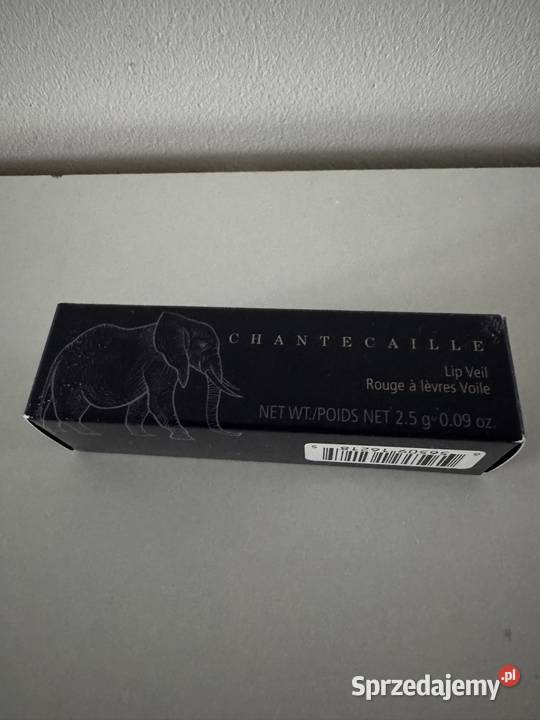 CHANTECAILLE
Lip Veil
Rouge à lèvres Voile
NET WT./POIDS NET 2.5 g 0.09 oz.
Sprzedajemy.pl